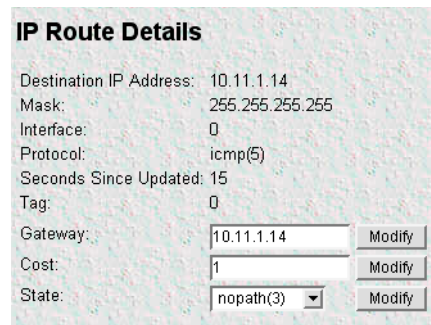 IP Route Details
Destination IP Address: 10.11.1.14
Mask: 255.255.255.255
Interface: 0
Protocol: icmp(5)
Seconds Since Updated: 15
Tag: 0
Gateway: 10.11.1.14 Modify
Cost: 1 Modify
State: nopath(3) Modify